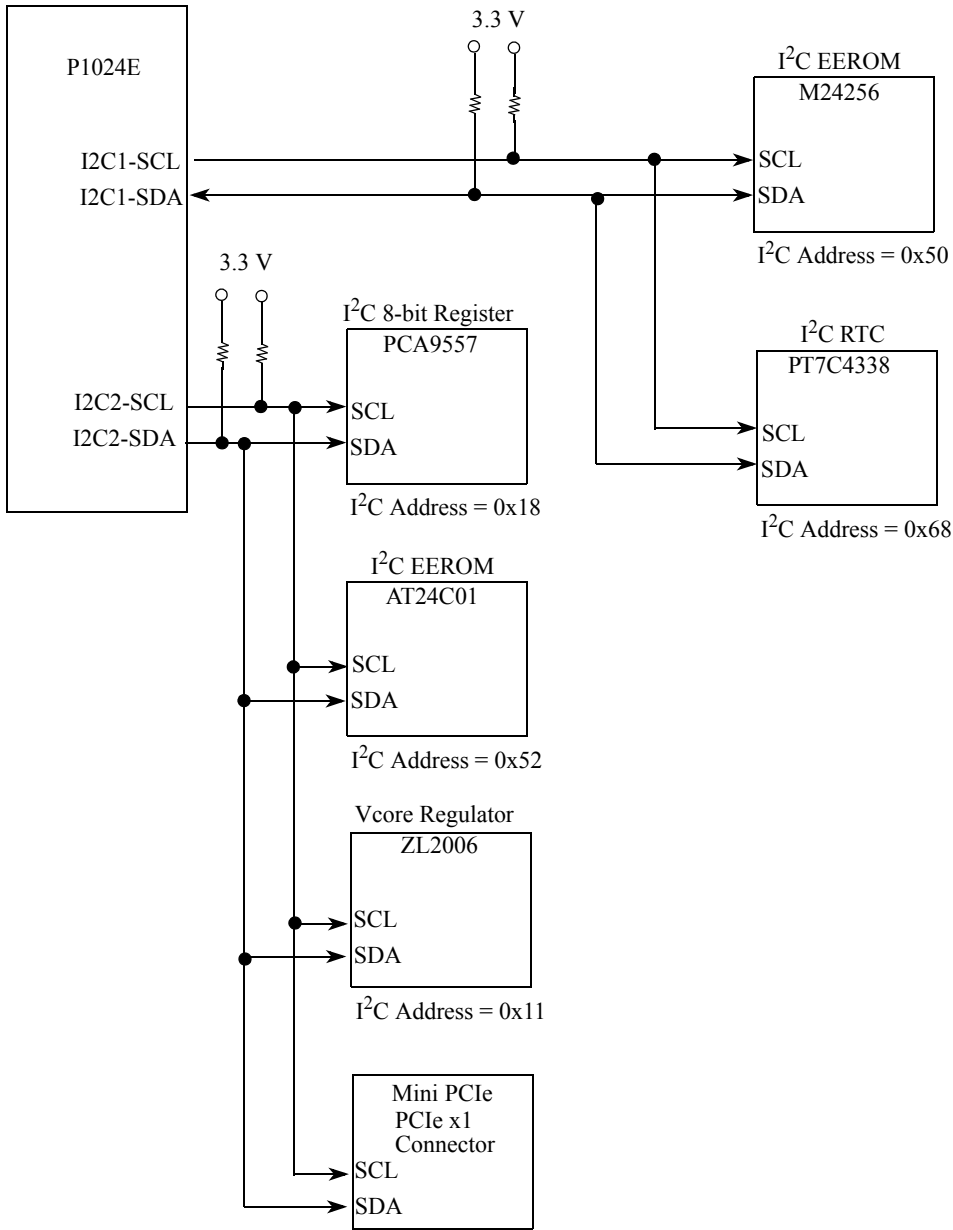 3.3 V
P1024E
I2C1-SCL
I2C1-SDA
I²C EEROM
M24256
SCL
SDA
I²C Address = 0x50
3.3 V
I2C2-SCL
I2C2-SDA
I²C 8-bit Register
PCA9557
SCL
SDA
I²C Address = 0x18
I²C RTC
PT7C4338
SCL
SDA
I²C Address = 0x68
I²C EEROM
AT24C01
SCL
SDA
I²C Address = 0x52
Vcore Regulator
ZL2006
SCL
SDA
I²C Address = 0x11
Mini PCIe
PCIe x1
Connector
SCL
SDA